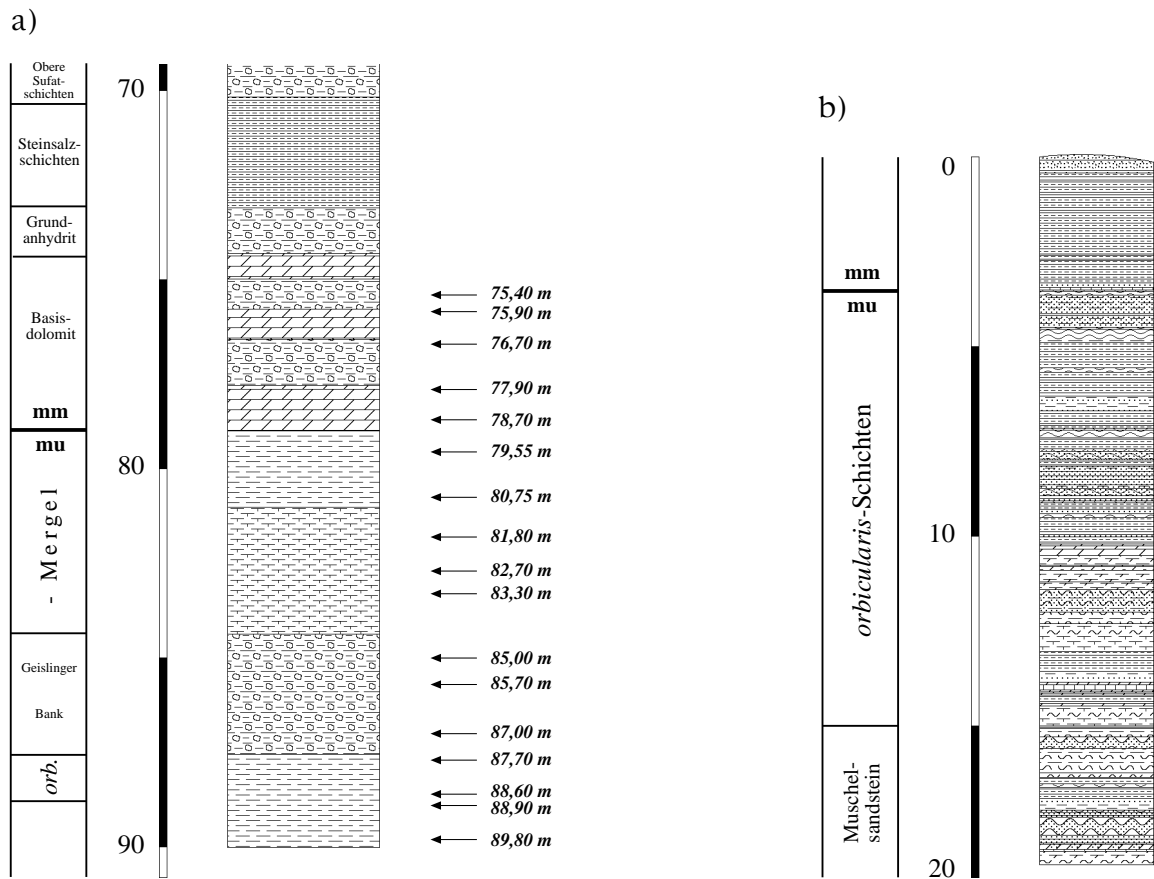 a)
Obere
Sufat-
schichten
Steinsalz-
schichten
Grund-
anhydrit
Basis-
dolomit
mm
mu
- Mergel
Geislinger
Bank
orb.
70
80
90
75,40 m
75,90 m
76,70 m
77,90 m
78,70 m
79,55 m
80,75 m
81,80 m
82,70 m
83,30 m
85,00 m
85,70 m
87,00 m
87,70 m
88,60 m
88,90 m
89,80 m
b)
mm
mu
orbicularis-Schichten
Muschel-
sandstein
0
10
20